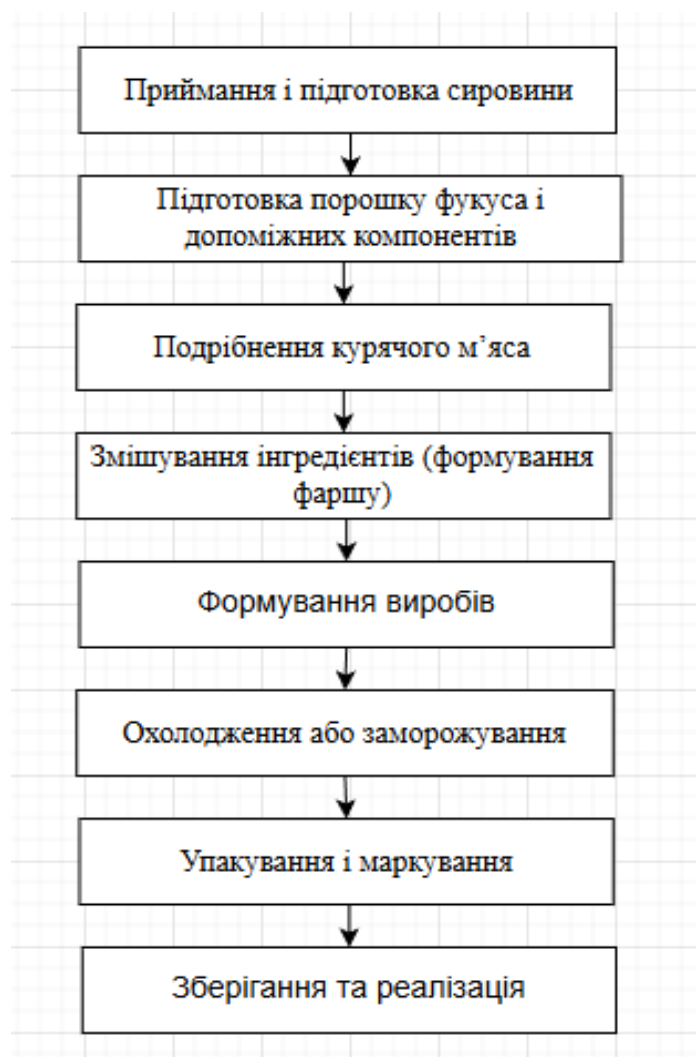 Приймання і підготовка сировини
Підготовка порошку фукуса і
допоміжних компонентів
Подрібнення курячого м’яса
Змішування інгредієнтів (формування
фаршу)
Формування виробів
Охолодження або заморожування
Упакування і маркування
Зберігання та реалізація